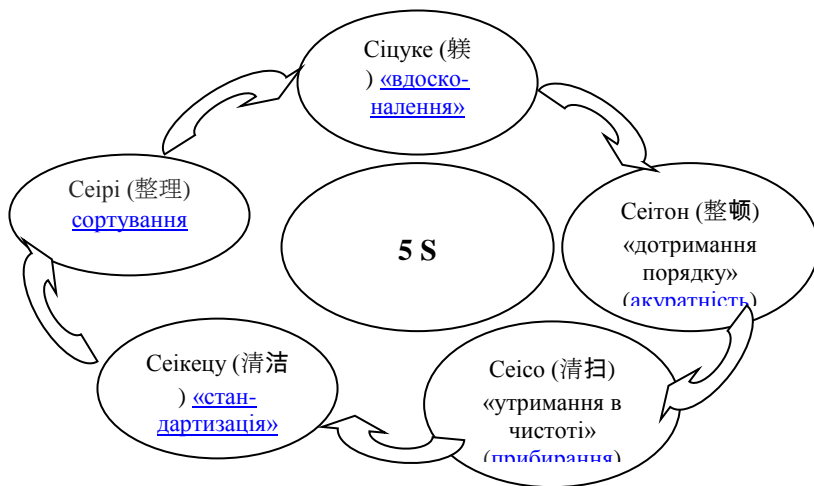 Сіцуке (躾
) «вдоско-
налення»
Сеірі (整理)
сортування
5 S
Сеітон (整顿)
«дотримання
порядку»
(акуратність)
Сеікецу (清洁
) «стан-
дартизація»
Сеісо (清扫)
«утримання в
чистоті»
(прибирання)